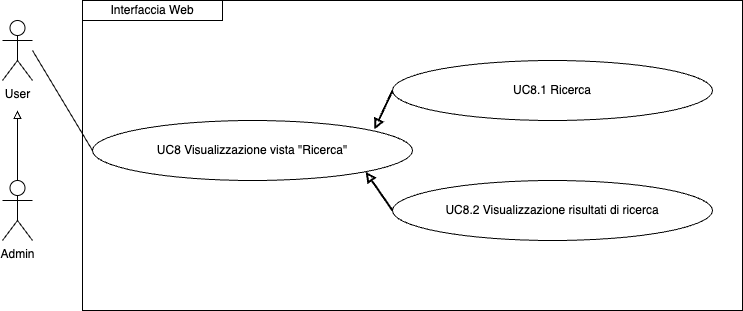 Interfaccia Web
User
UC8.1 Ricerca
UC8 Visualizzazione vista "Ricerca"
UC8.2 Visualizzazione risultati di ricerca
Admin